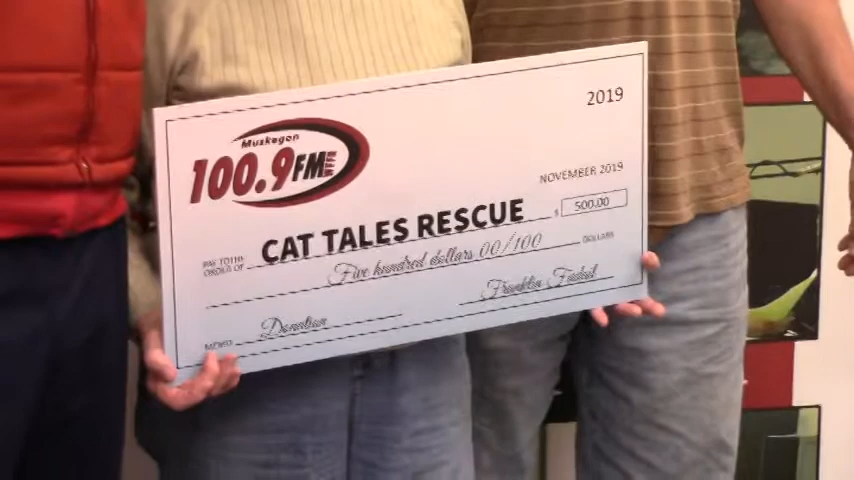 Muskegon
100.9FM WFFR
2019
NOVEMBER 2019
PAY TO THE
ORDER OF
CAT TALES RESCUE
$ 500.00
Five hundred dollars 00/100
DOLLARS
MEMO
Donation
Franklin